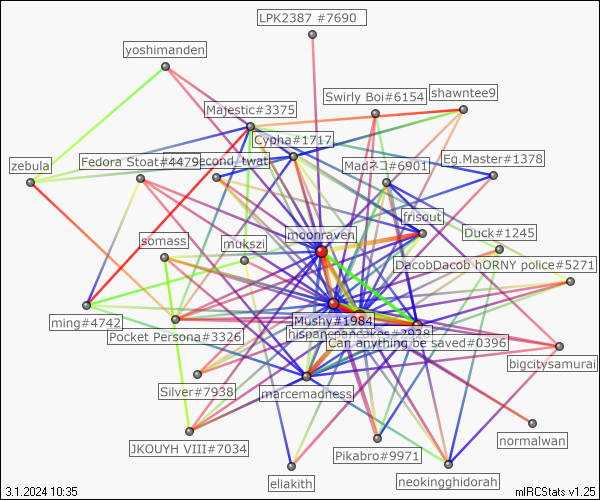 LPK2387 #7690
yoshimanden
Swirly Boi#6154
shawntee9
Majestic#3375
Cypha#1717
zebula
Fedora Stoat#4479
second_twat
Madネコ#6901
Eg.Master#1378
frisout
moonraven
Duck#1245
somass
mukszi
DacobDacob hORNY police#5271
ming#4742
Mushy#1984
Pocket Persona#3326
Can anything be saved#0396
bigcitysamurai
Silver#7938
marcemadness
normalwan
JKOUYH VIII#7034
Pikabro#9971
eliakith
neokingghidorah
3.1.2024 10:35
mIRCStats v1.25